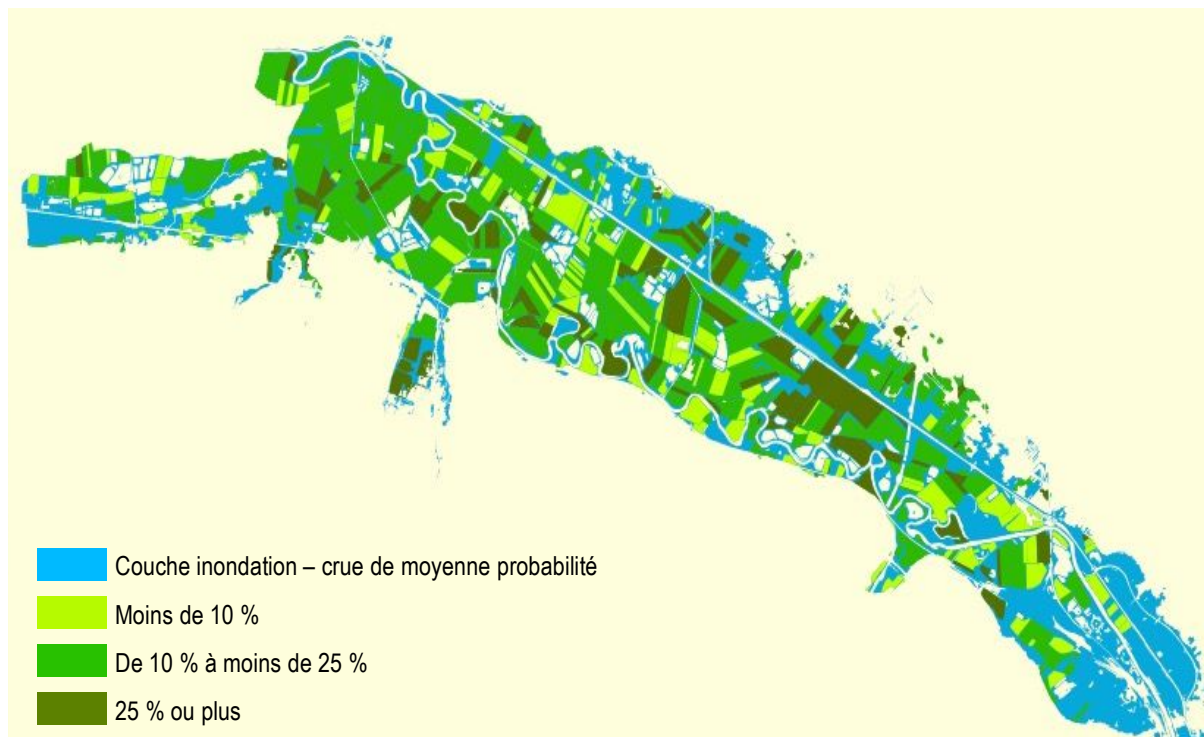 Couche inondation – crue de moyenne probabilité
Moins de 10 %
De 10 % à moins de 25 %
25 % ou plus